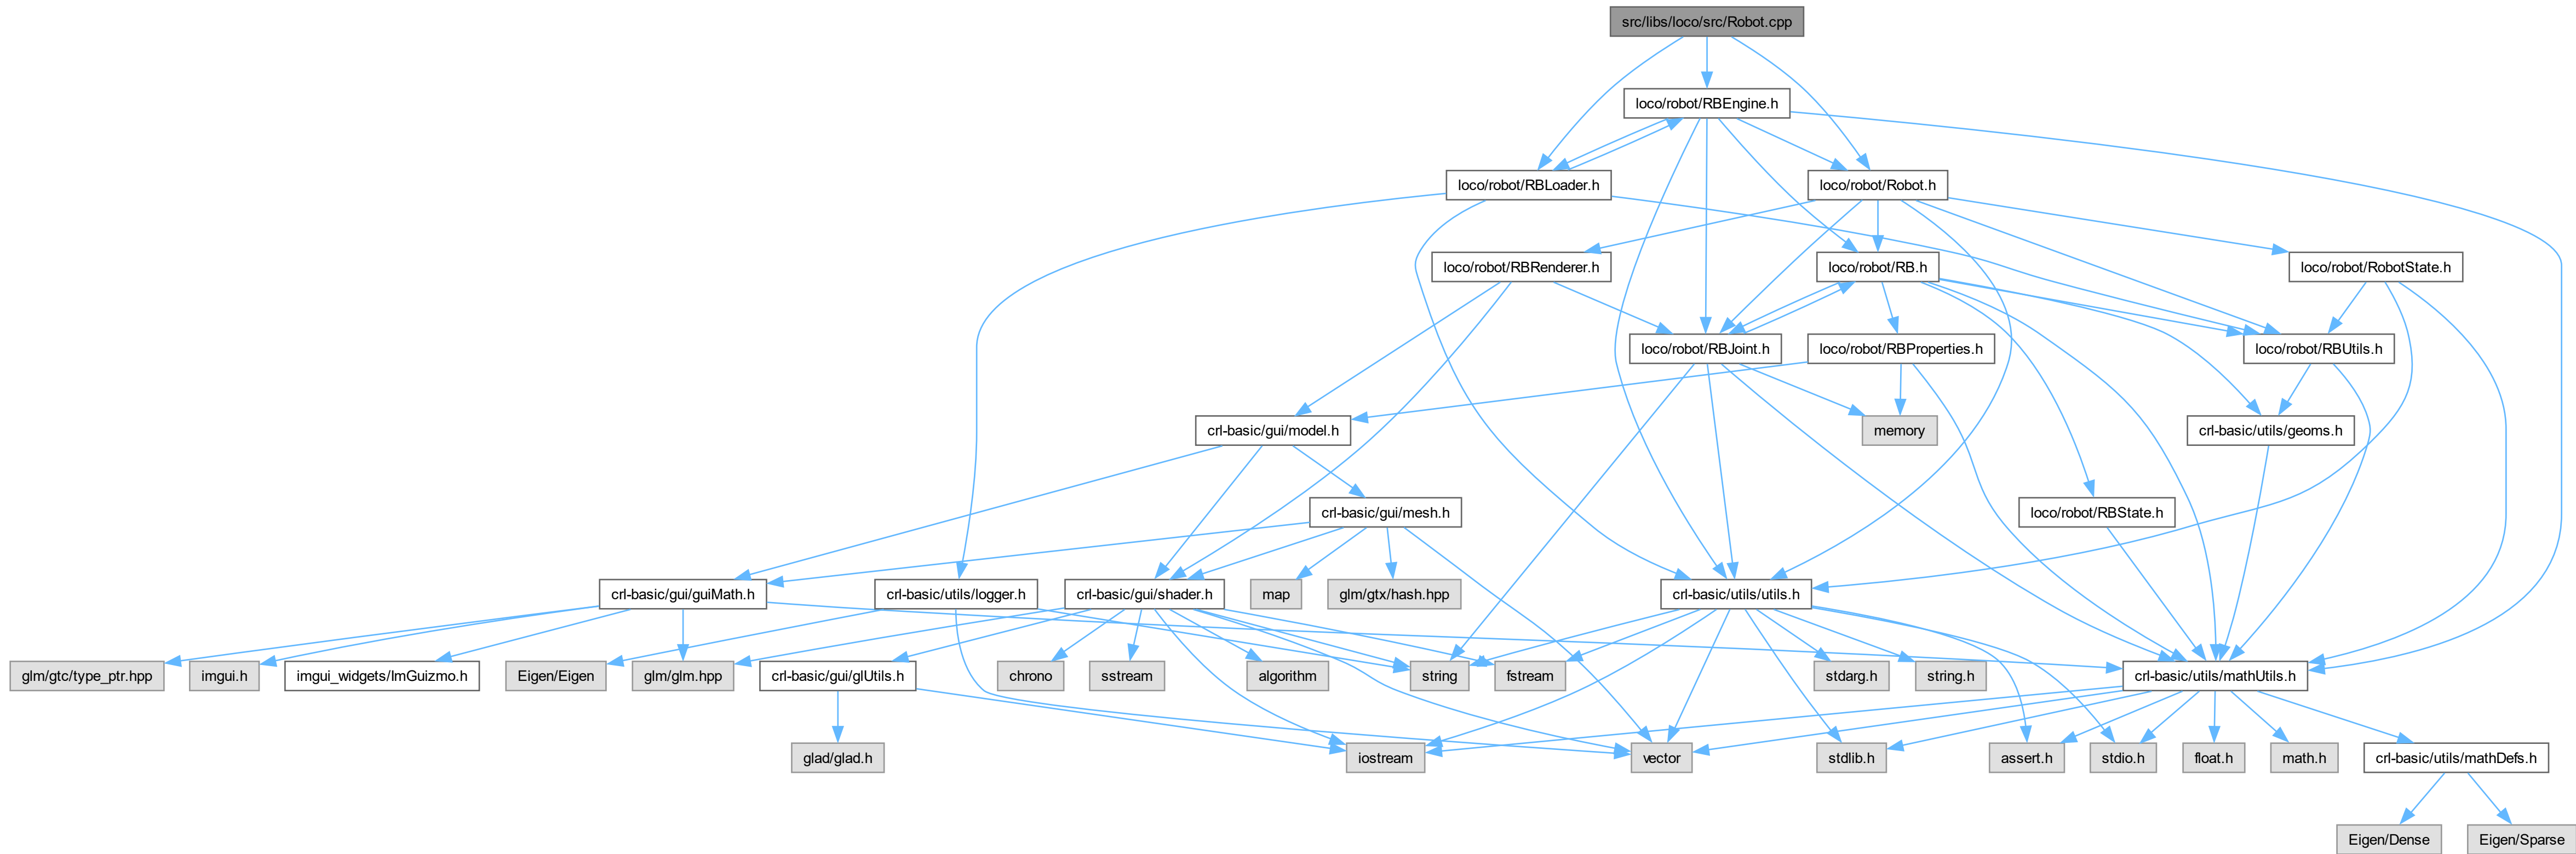 src/libs/loco/src/Robot.cpp
loco/robot/RBEngine.h
loco/robot/RBLoader.h
loco/robot/Robot.h
loco/robot/RBRenderer.h
loco/robot/RB.h
loco/robot/RobotState.h
loco/robot/RBJoint.h
loco/robot/RBProperties.h
loco/robot/RBUtils.h
crl-basic/gui/model.h
memory
crl-basic/utils/geoms.h
crl-basic/gui/mesh.h
loco/robot/RBState.h
crl-basic/gui/guiMath.h
crl-basic/utils/logger.h
crl-basic/gui/shader.h
map
glm/gtx/hash.hpp
crl-basic/utils/utils.h
glm/gtc/type_ptr.hpp
imgui.h
imgui_widgets/ImGuizmo.h
Eigen/Eigen
glm/glm.hpp
crl-basic/gui/glUtils.h
chrono
sstream
algorithm
string
fstream
stdarg.h
string.h
crl-basic/utils/mathUtils.h
glad/glad.h
iostream
vector
stdlib.h
assert.h
stdio.h
float.h
math.h
crl-basic/utils/mathDefs.h
Eigen/Dense
Eigen/Sparse